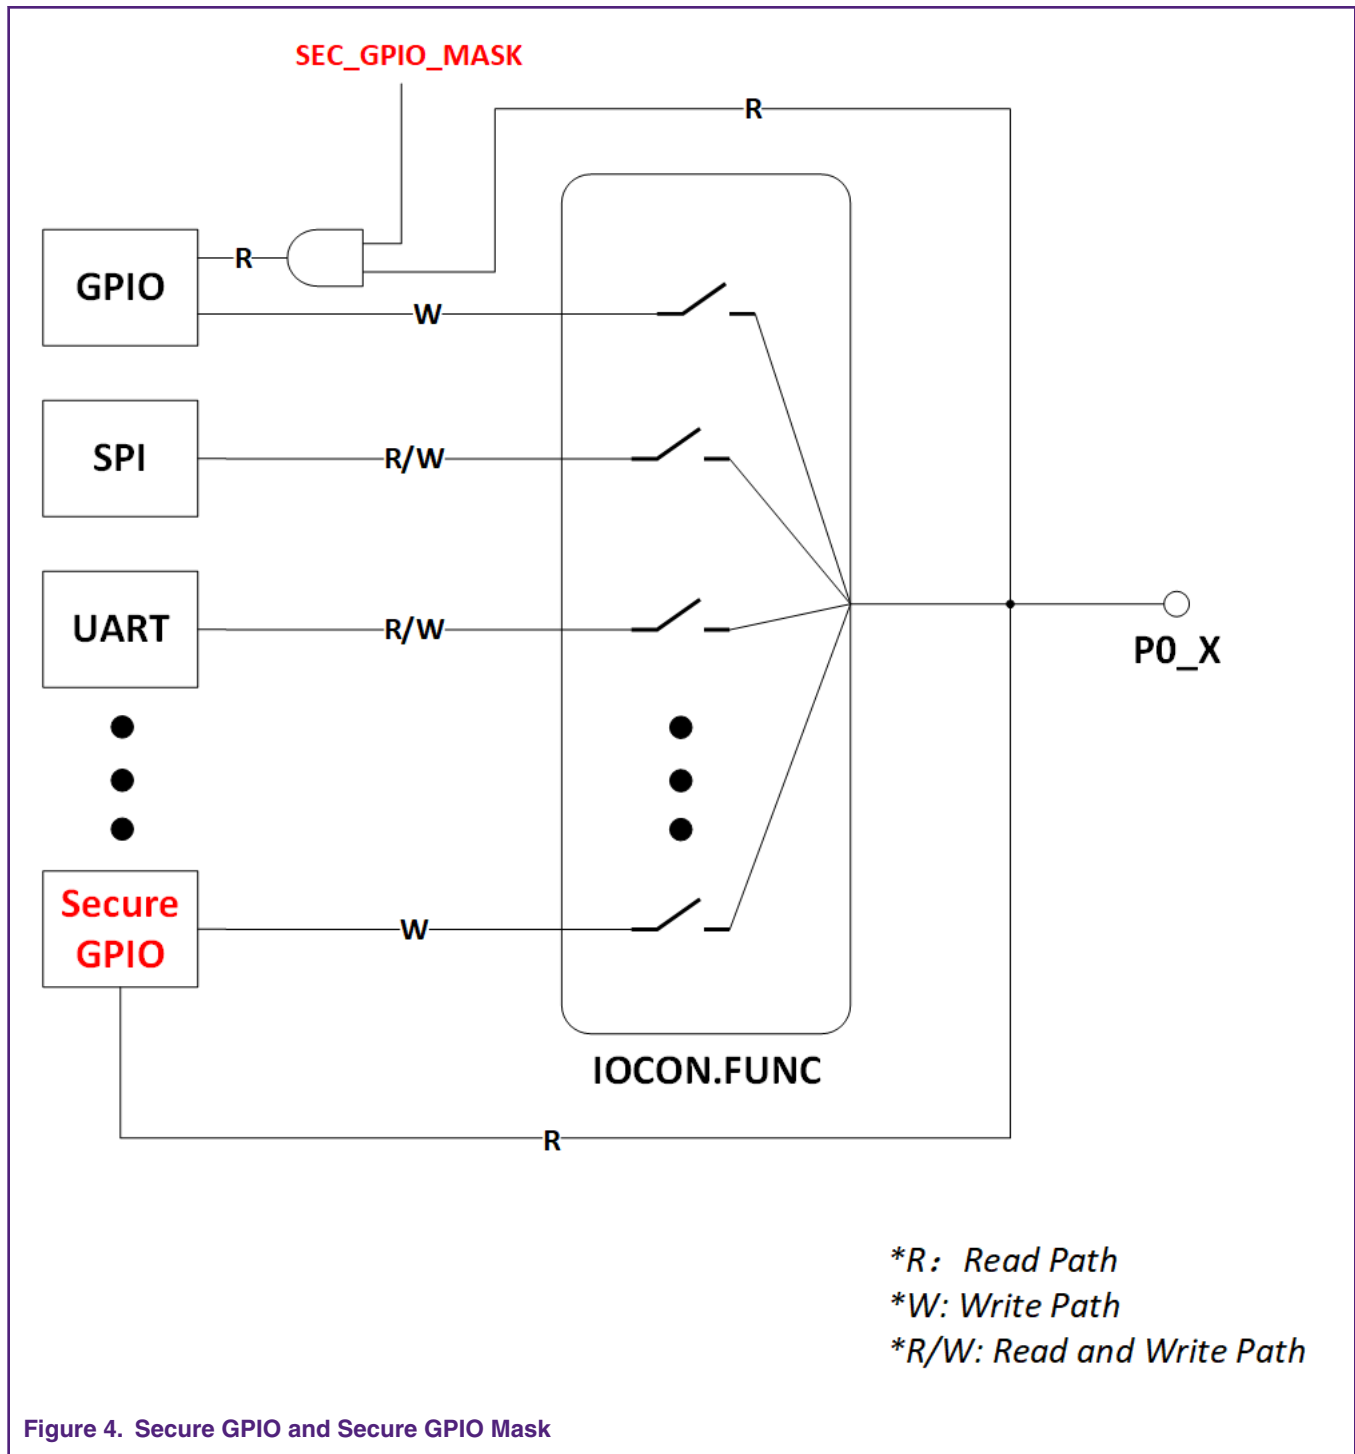 SEC_GPIO_MASK
R
R
GPIO
W
SPI
R/W
UART
R/W
P0_X
Secure
GPIO
W
IOCON.FUNC
R
*R: Read Path
*W: Write Path
*R/W: Read and Write Path
Figure 4. Secure GPIO and Secure GPIO Mask